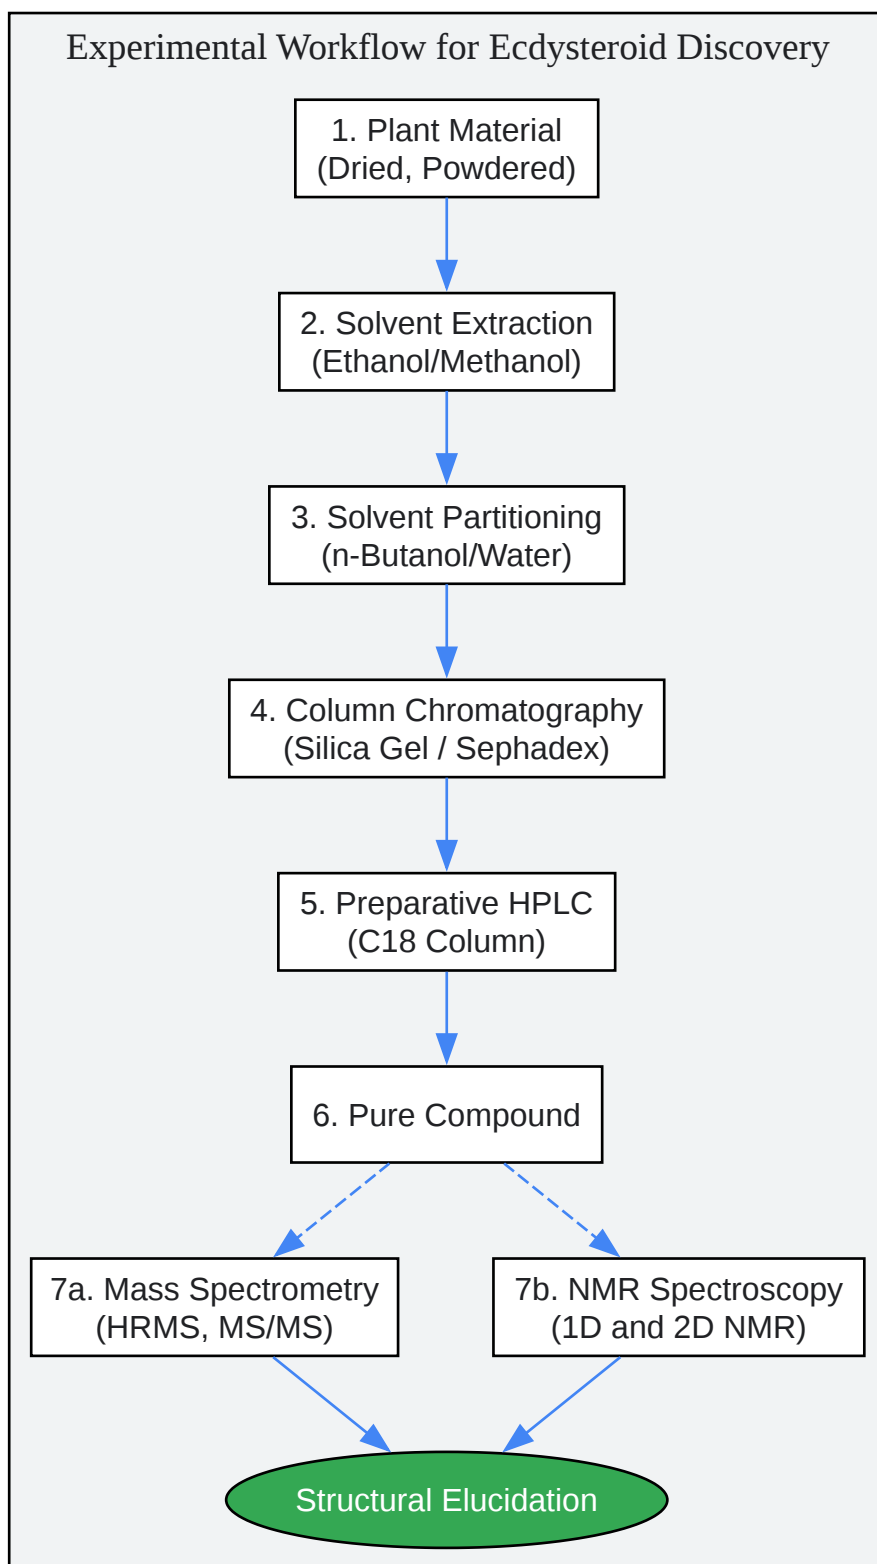 Experimental Workflow for Ecdysteroid Discovery
1. Plant Material
(Dried, Powdered)
2. Solvent Extraction
(Ethanol/Methanol)
3. Solvent Partitioning
(n-Butanol/Water)
4. Column Chromatography
(Silica Gel / Sephadex)
5. Preparative HPLC
(C18 Column)
6. Pure Compound
7a. Mass Spectrometry
(HRMS, MS/MS)
7b. NMR Spectroscopy
(1D and 2D NMR)
Structural Elucidation